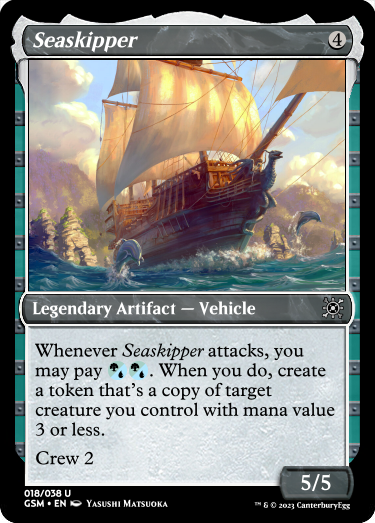 Seaskipper 4
Legendary Artifact — Vehicle
Whenever Seaskipper attacks, you
may pay . When you do, create
a token that's a copy of target
creature you control with mana value
3 or less.
Crew 2
5/5
018/038 U
GSM • EN Yasushi Matsuoka
™ & © 2023 CanterburyEgg